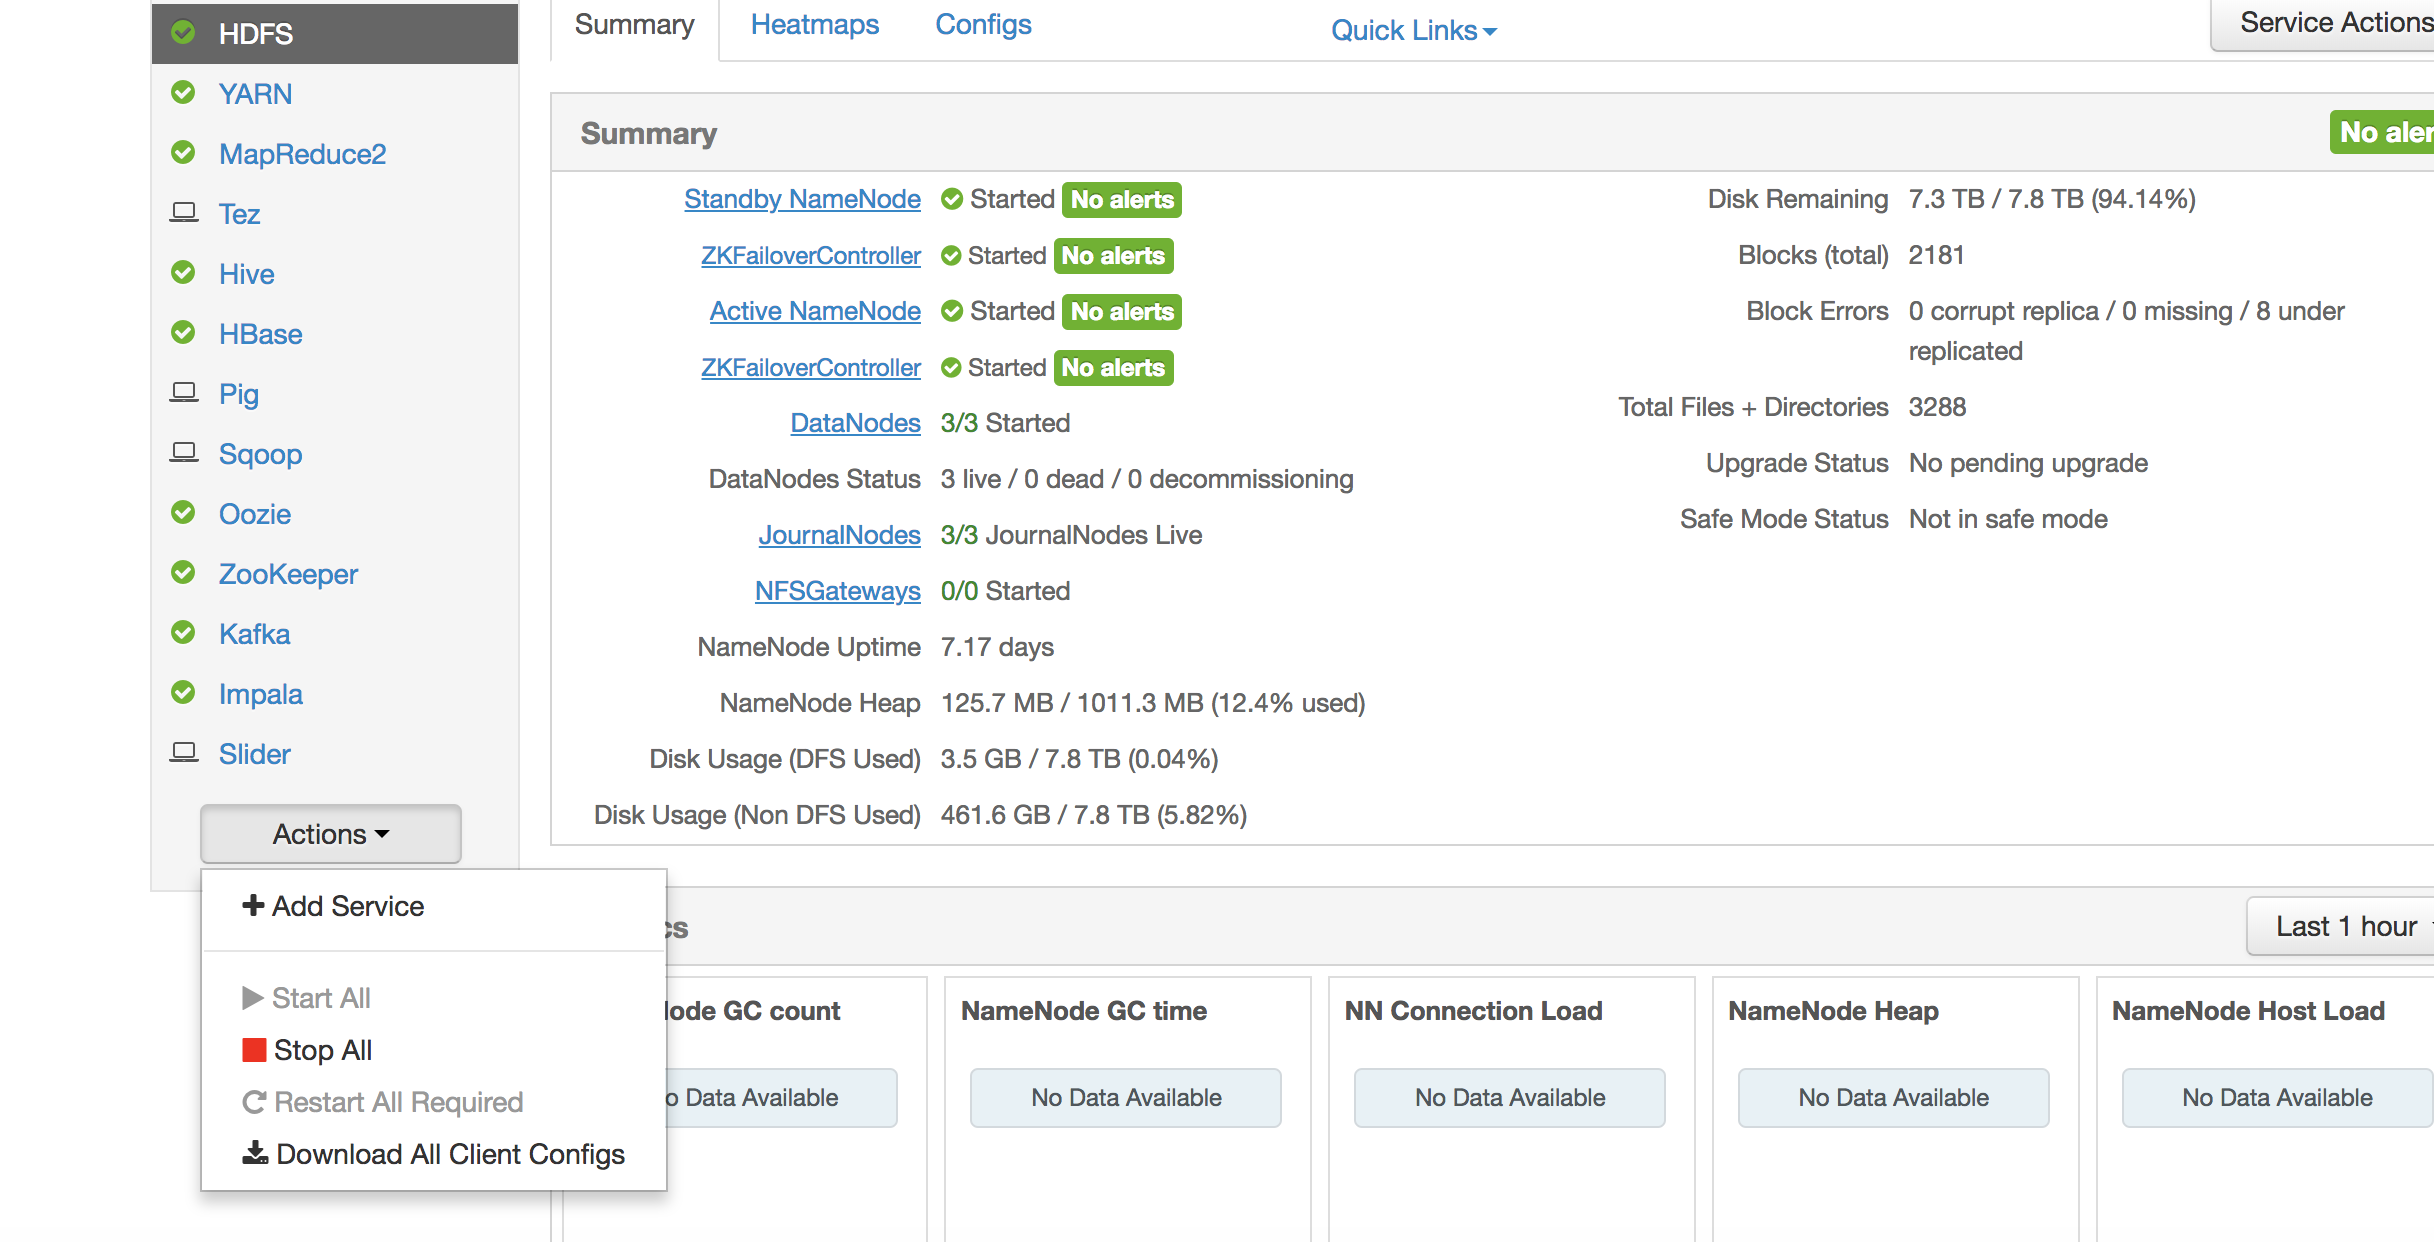 HDFS
YARN
MapReduce2
Tez
Hive
HBase
Pig
Sqoop
Oozie
ZooKeeper
Kafka
Impala
Slider
Actions
Add Service
Start All
Stop All
Restart All Required
Download All Client Configs
Summary Heatmaps Configs Quick Links
Service Actions
Summary
No aler
Standby NameNode Started No alerts
ZKFailoverController Started No alerts
Active NameNode Started No alerts
ZKFailoverController Started No alerts
DataNodes 3/3 Started
DataNodes Status 3 live / 0 dead / 0 decommissioning
JournalNodes 3/3 JournalNodes Live
NFSGateways 0/0 Started
NameNode Uptime 7.17 days
NameNode Heap 125.7 MB / 1011.3 MB (12.4% used)
Disk Usage (DFS Used) 3.5 GB / 7.8 TB (0.04%)
Disk Usage (Non DFS Used) 461.6 GB / 7.8 TB (5.82%)
Disk Remaining 7.3 TB / 7.8 TB (94.14%)
Blocks (total) 2181
Block Errors 0 corrupt replica / 0 missing / 8 under
replicated
Total Files + Directories 3288
Upgrade Status No pending upgrade
Safe Mode Status Not in safe mode
cs
Last 1 hour
ode GC count
o Data Available
NameNode GC time
No Data Available
NN Connection Load
No Data Available
NameNode Heap
No Data Available
NameNode Host Load
No Data Available